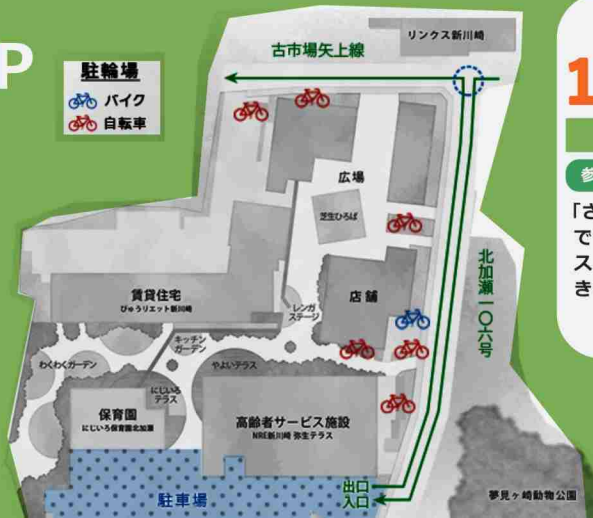 P
駐輪場
バイク
自転車
リンクス新川崎
古市場矢上線
広場
芝生ひろば
北加瀬一〇六号
賃貸住宅
びゅうリエット新川崎
店舗
レンガ
ステージ
キッチン
ガーデン
わくわくガーデン
やよいテラス
にじいろ
テラス
保育園
にじいろ保育園北加瀬
高齢者サービス施設
NRE新川崎 弥生テラス
駐車場
出口
入口
夢見ヶ崎動物公園
1
参
「さ
で
ス
き